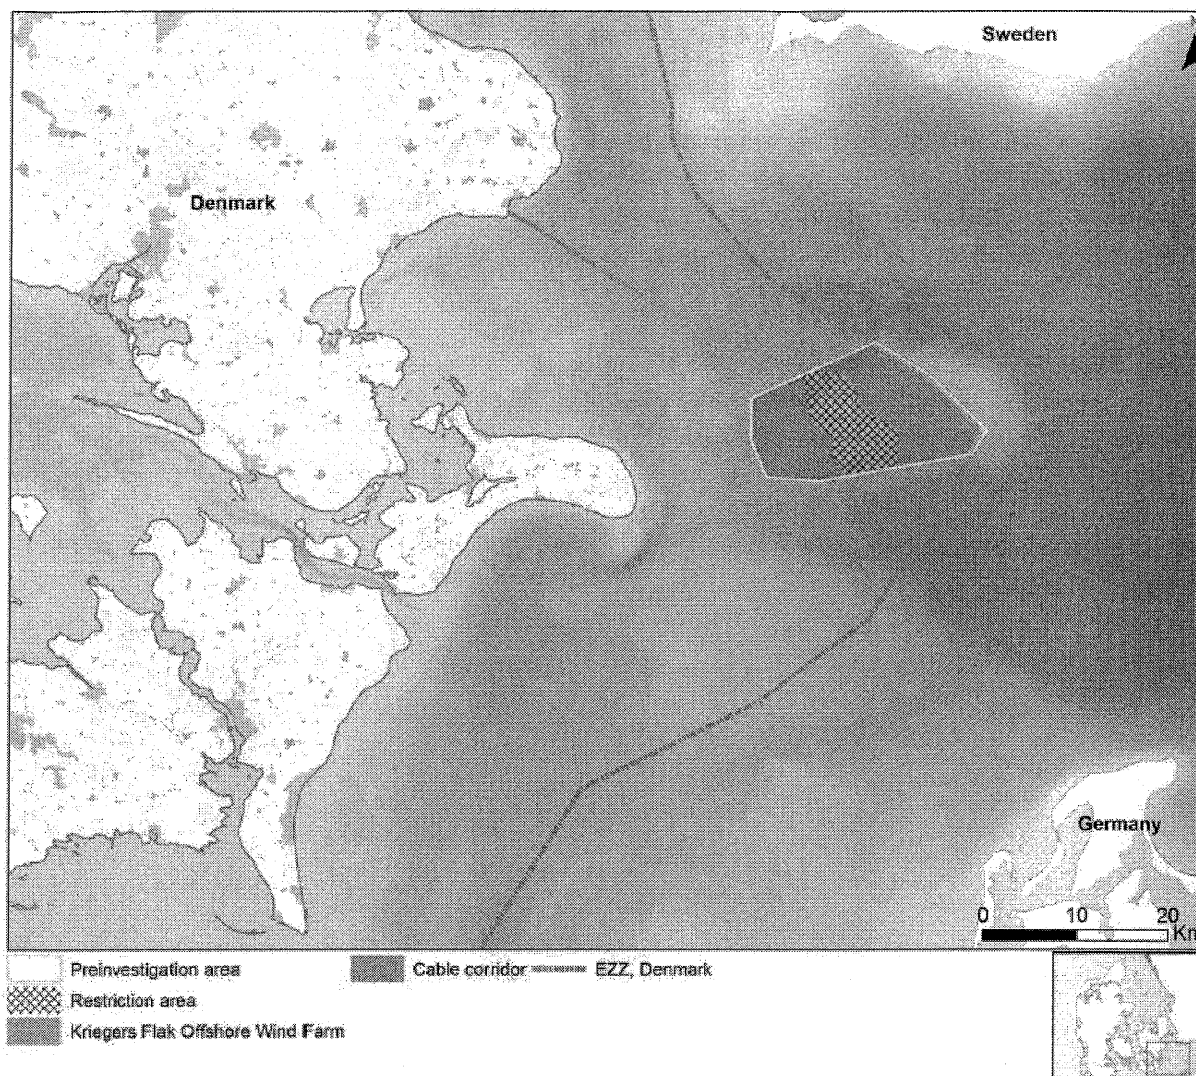 Sweden
Denmark
Germany
0 10 20
Km
Preinvestigation area
Cable corridor
EZZ, Denmark
Restriction area
Kriegers Flak Offshore Wind Farm